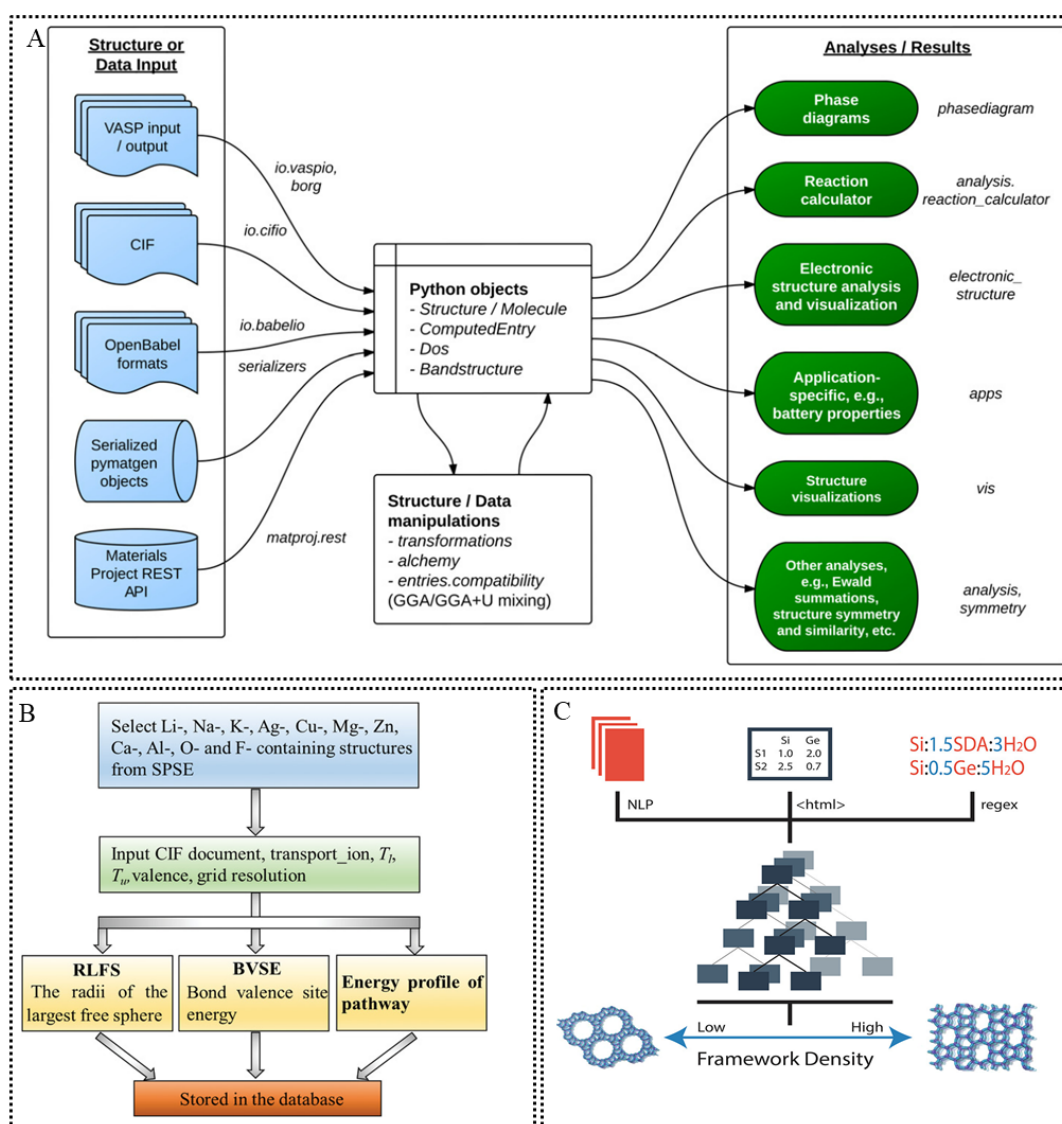 A
Structure or
Data Input
VASP input
/ output
CIF
OpenBabel
formats
Serialized
pymatgen
objects
Materials
Project REST
API
io.vaspio,
borg
io.cifio
io.babelio
serializers
matproj.rest
Python objects
- Structure / Molecule
- ComputedEntry
- Dos
- Bandstructure
Structure / Data
manipulations
- transformations
- alchemy
- entries.compatibility
(GGA/GGA+U mixing)
Analyses / Results
Phase
diagrams
phasediagram
Reaction
calculator
analysis.
reaction_calculator
Electronic
structure analysis
and visualization
electronic_
structure
Application-
specific, e.g.,
battery properties
apps
Structure
visualizations
vis
Other analyses,
e.g., Ewald
summations,
structure symmetry
and similarity, etc.
analysis,
symmetry
B
Select Li-, Na-, K-, Ag-, Cu-, Mg-, Zn,
Ca-, Al-, O- and F- containing structures
from SPSE
Input CIF document, transport_ion, Tl,
Tu, valence, grid resolution
RLFS
The radii of the
largest free sphere
BVSE
Bond valence site
energy
Energy profile of
pathway
Stored in the database
C
Si Ge
S1 1.0 2.0
S2 2.5 0.7
Si:1.5SDA:3H₂O
Si:0.5Ge:5H₂O
NLP
<html>
regex
Low
High
Framework Density